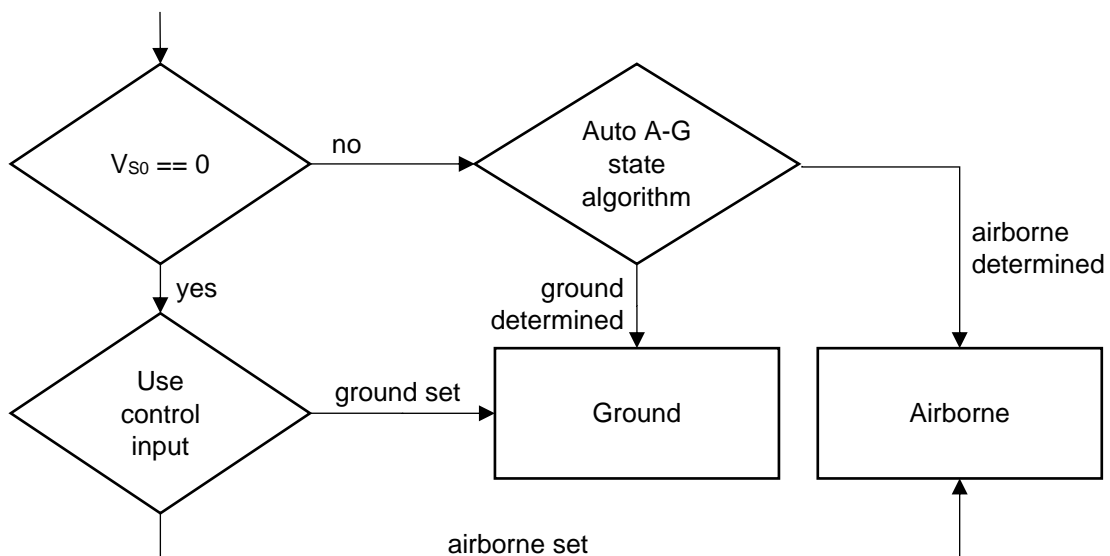 V_S0 == 0
no
Auto A-G
state
algorithm
airborne
determined
yes
ground
determined
Use
control
input
ground set
Ground
Airborne
airborne set